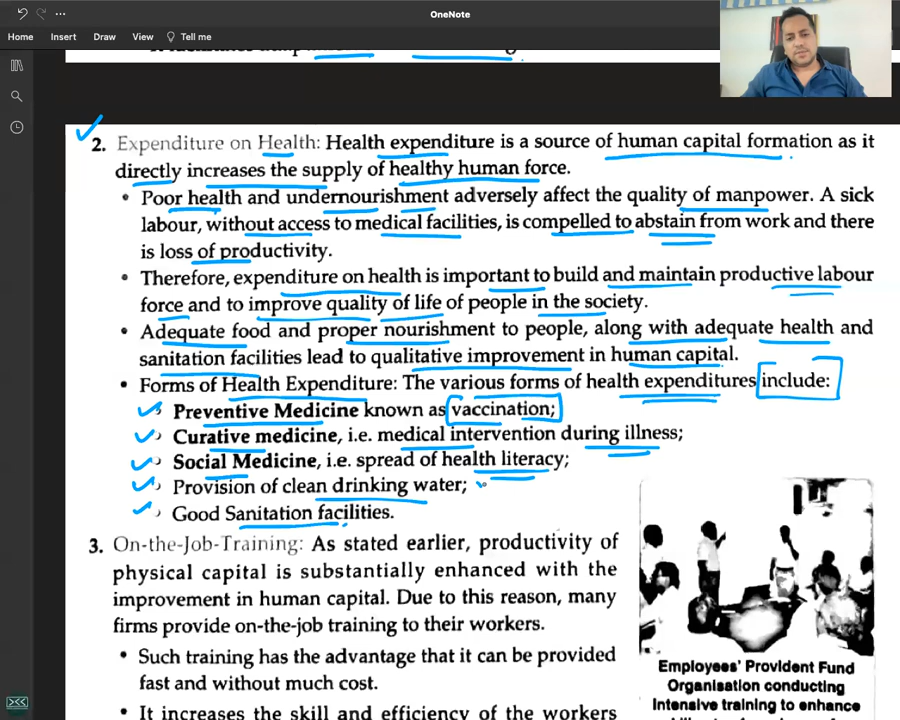 OneNote
Home Insert Draw View Tell me
2. Expenditure on Health: Health expenditure is a source of human capital formation as it
directly increases the supply of healthy human force.
• Poor health and undernourishment adversely affect the quality of manpower. A sick
labour, without access to medical facilities, is compelled to abstain from work and there
is loss of productivity.
• Therefore, expenditure on health is important to build and maintain productive labour
force and to improve quality of life of people in the society.
• Adequate food and proper nourishment to people, along with adequate health and
sanitation facilities lead to qualitative improvement in human capital.
• Forms of Health Expenditure: The various forms of health expenditures include:
Preventive Medicine known as vaccination;
Curative medicine, i.e. medical intervention during illness;
Social Medicine, i.e. spread of health literacy;
Provision of clean drinking water;
Good Sanitation facilities.
3. On-the-Job-Training: As stated earlier, productivity of
physical capital is substantially enhanced with the
improvement in human capital. Due to this reason, many
firms provide on-the-job training to their workers.
• Such training has the advantage that it can be provided
fast and without much cost.
• It increases the skill and efficiency of the workers
Employees' Provident Fund
Organisation conducting
Intensive training to enhance